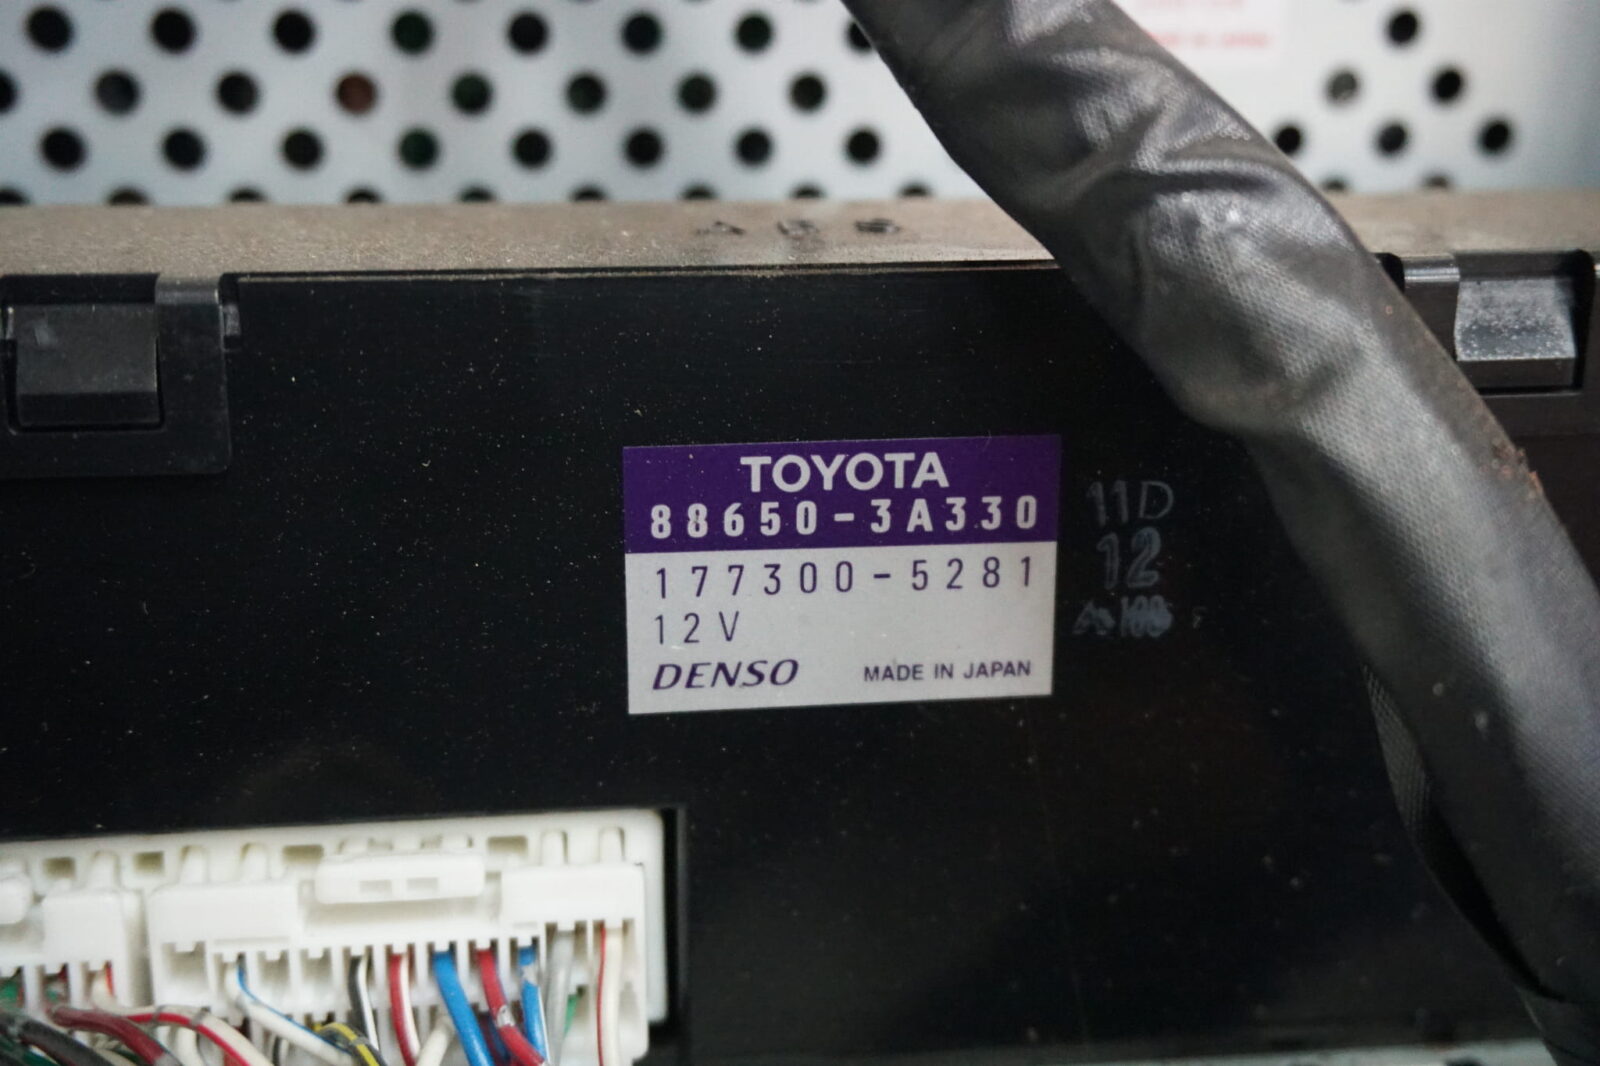 TOYOTA
88650-3A330
177300-5281
12V
DENSO MADE IN JAPAN
11D
12